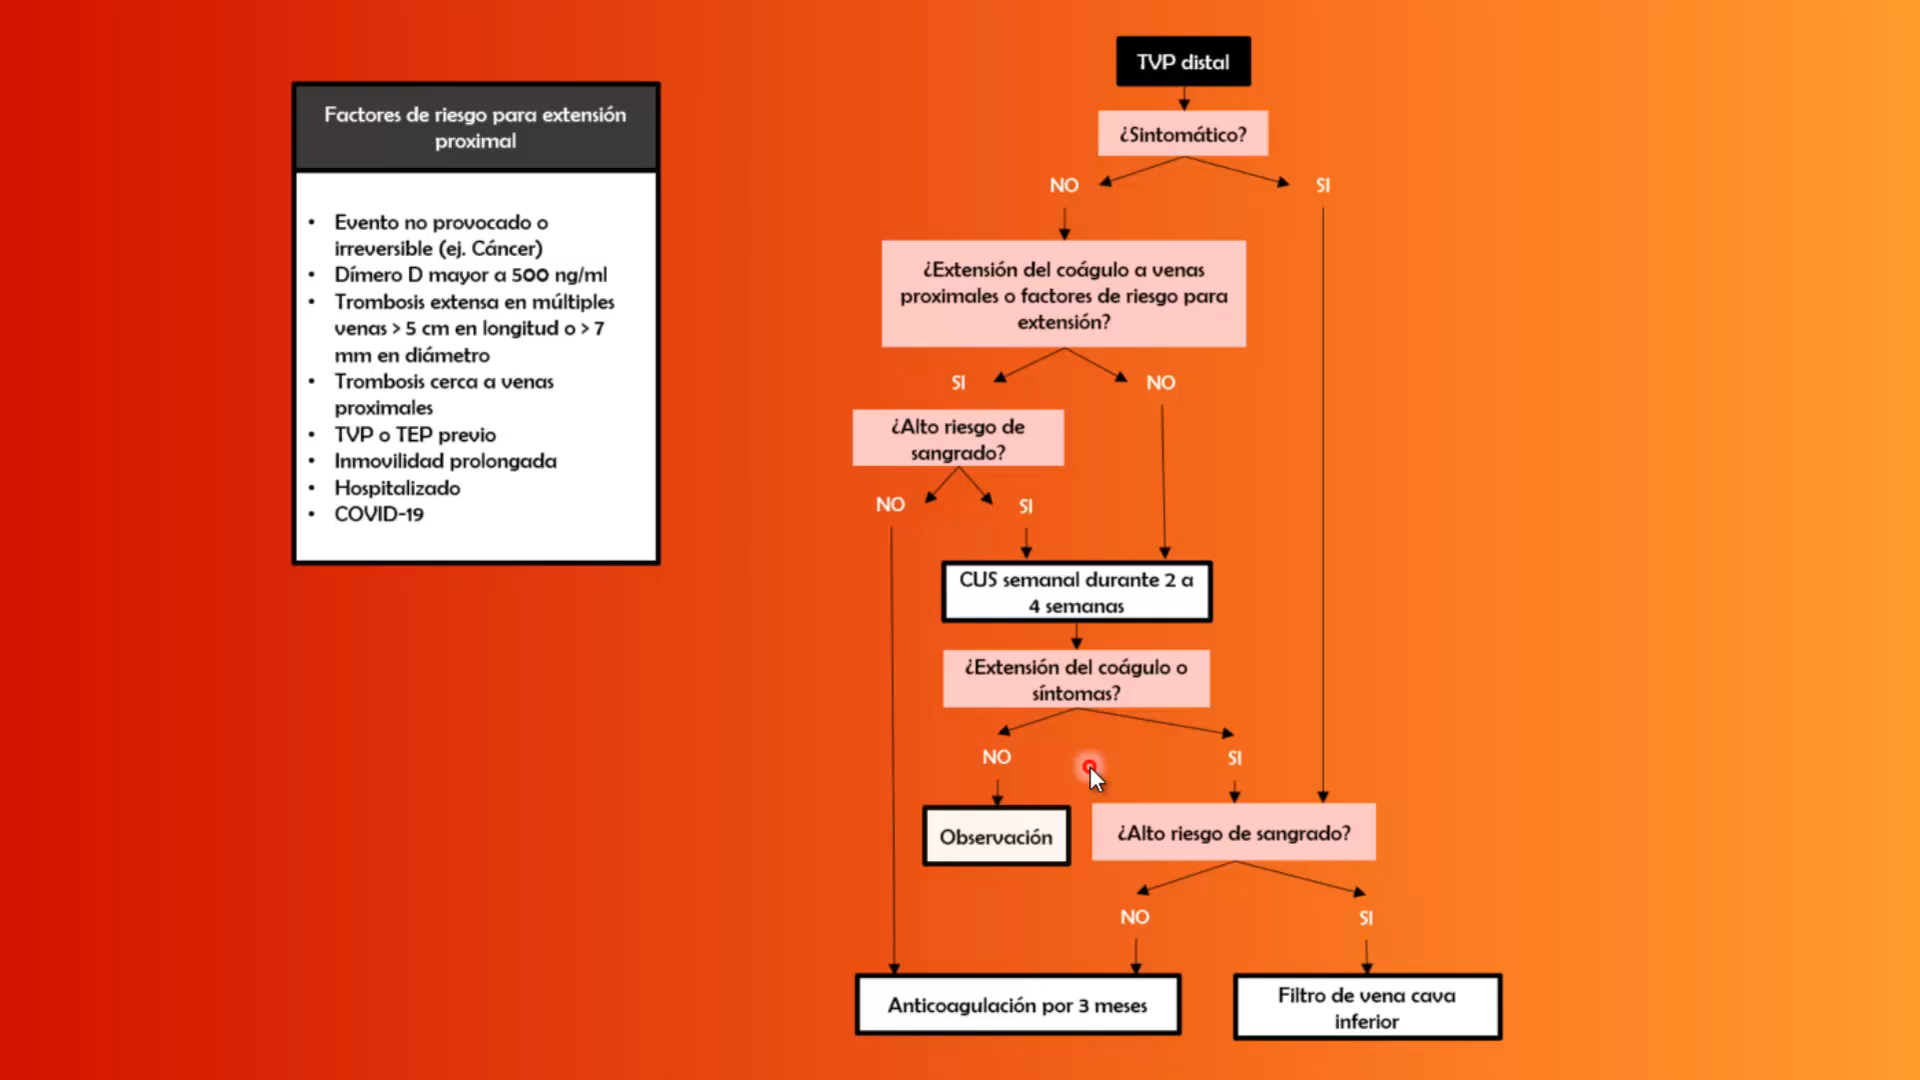 Factores de riesgo para extensión
proximal
• Evento no provocado o
irreversible (ej. Cáncer)
• Dímero D mayor a 500 ng/ml
• Trombosis extensa en múltiples
venas > 5 cm en longitud o > 7
mm en diámetro
• Trombosis cerca a venas
proximales
• TVP o TEP previo
• Inmovilidad prolongada
• Hospitalizado
• COVID-19
TVP distal
¿Sintomático?
NO
SI
¿Extensión del coágulo a venas
proximales o factores de riesgo para
extensión?
SI
NO
¿Alto riesgo de
sangrado?
NO
SI
CUS semanal durante 2 a
4 semanas
¿Extensión del coágulo o
síntomas?
NO
SI
Observación
¿Alto riesgo de sangrado?
NO
SI
Anticoagulación por 3 meses
Filtro de vena cava
inferior